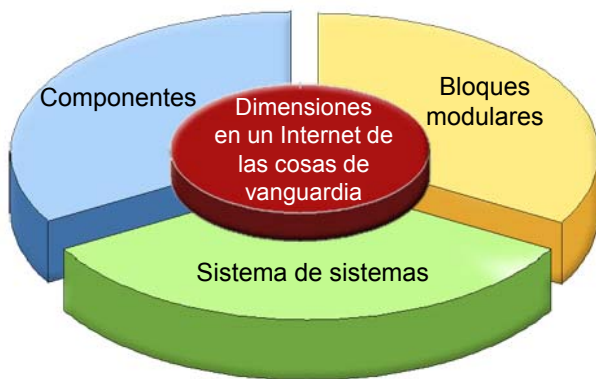 Componentes
Bloques
modulares
Dimensiones
en un Internet de
las cosas de
vanguardia
Sistema de sistemas